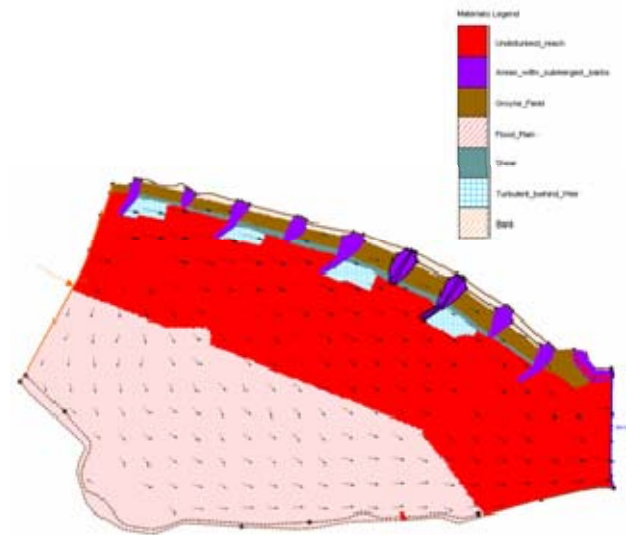 Materials Legend
Undisturbed_reach
Areas_with_submerged_banks
Groyne_Field
Flood_Plain
Shear
Turbulent_behind_Weir
Bank